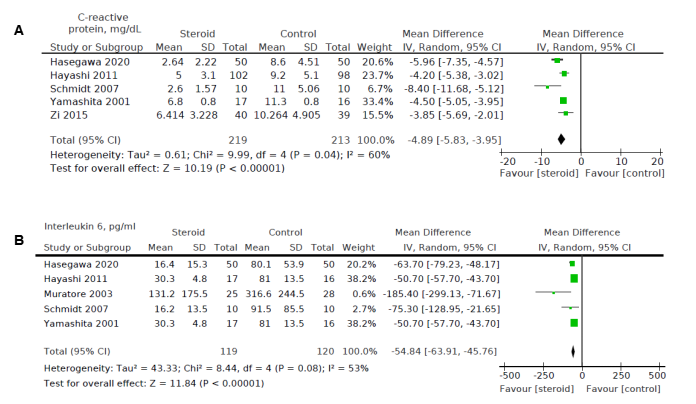 A
C-reactive
protein, mg/dL
Steroid Control Mean Difference Mean Difference
Study or Subgroup Mean SD Total Mean SD Total Weight IV, Random, 95% CI IV, Random, 95% CI
Hasegawa 2020 2.64 2.22 50 8.6 4.51 50 20.6% -5.96 [-7.35, -4.57]
Hayashi 2011 5 3.1 102 9.2 5.1 98 23.7% -4.20 [-5.38, -3.02]
Schmidt 2007 2.6 1.57 10 11 5.06 10 6.7% -8.40 [-11.68, -5.12]
Yamashita 2001 6.8 0.8 17 11.3 0.8 16 33.4% -4.50 [-5.05, -3.95]
Zi 2015 6.414 3.228 40 10.264 4.905 39 15.5% -3.85 [-5.69, -2.01]
Total (95% CI) 219 213 100.0% -4.89 [-5.83, -3.95]
Heterogeneity: Tau² = 0.61; Chi² = 9.99, df = 4 (P = 0.04); I² = 60%
Test for overall effect: Z = 10.19 (P < 0.00001)
-20 -10 0 10 20
Favour [steroid] Favour [control]
B
Interleukin 6, pg/ml
Steroid Control Mean Difference Mean Difference
Study or Subgroup Mean SD Total Mean SD Total Weight IV, Random, 95% CI IV, Random, 95% CI
Hasegawa 2020 16.4 15.3 50 80.1 53.9 50 20.2% -63.70 [-79.23, -48.17]
Hayashi 2011 30.3 4.8 17 81 13.5 16 38.2% -50.70 [-57.70, -43.70]
Muratore 2003 131.2 175.5 25 316.6 244.5 28 0.6% -185.40 [-299.13, -71.67]
Schmidt 2007 16.2 13.5 10 91.5 85.5 10 2.7% -75.30 [-128.95, -21.65]
Yamashita 2001 30.3 4.8 17 81 13.5 16 38.2% -50.70 [-57.70, -43.70]
Total (95% CI) 119 120 100.0% -54.84 [-63.91, -45.76]
Heterogeneity: Tau² = 43.33; Chi² = 8.44, df = 4 (P = 0.08); I² = 53%
Test for overall effect: Z = 11.84 (P < 0.00001)
-500 -250 0 250 500
Favour [steroid] Favour [control]